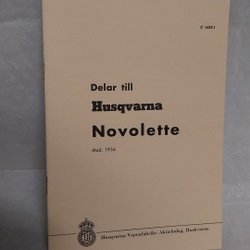 Delar till
Husqvarna
Novolette
Mod. 1954
Husqvarna Vapenfabriks Aktiebolag, Huskvarna